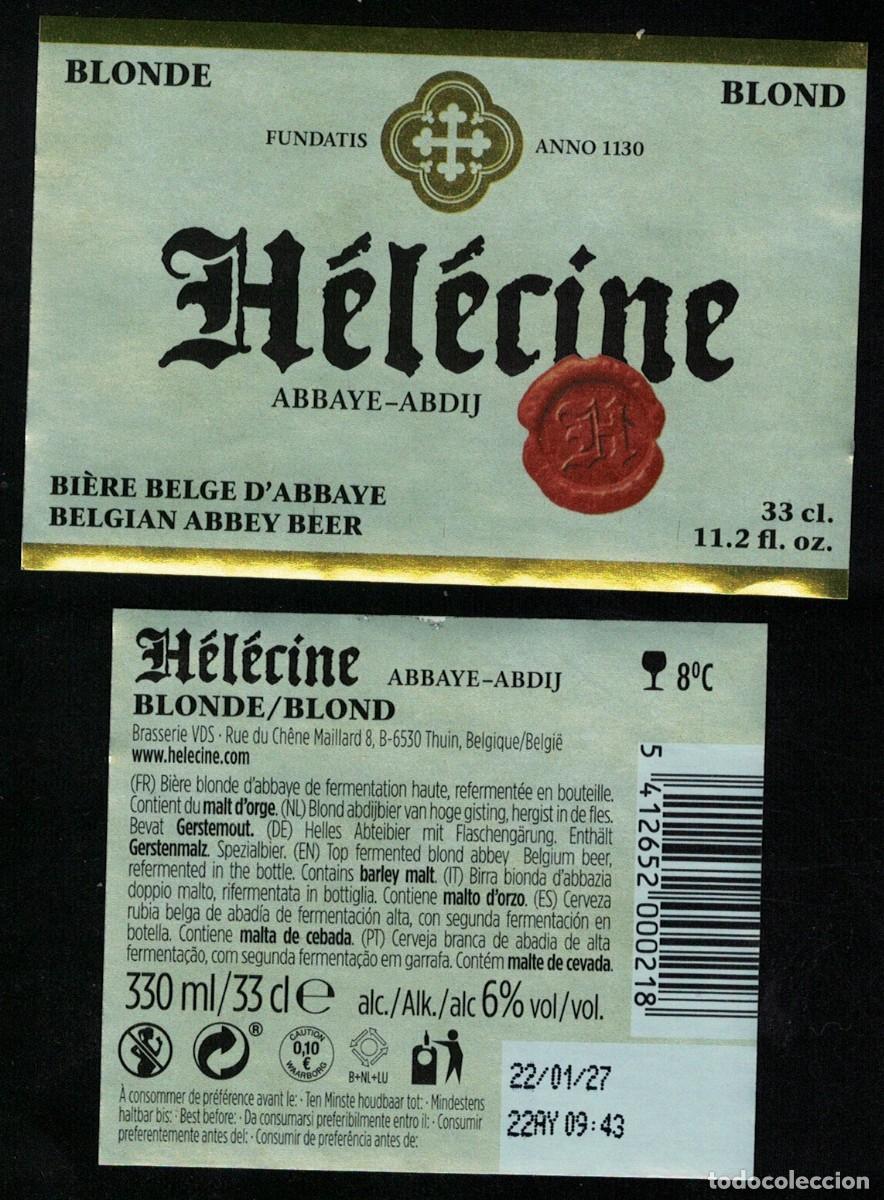 BLONDE
BLOND
FUNDATIS
ANNO 1130
Hélécine
ABBAYE-ABDIJ
H
BIÈRE BELGE D'ABBAYE
BELGIAN ABBEY BEER
33 cl.
11.2 fl. oz.
Hélécine ABBAYE-ABDIJ
8ºC
BLONDE/BLOND
Brasserie VDS · Rue du Chêne Maillard 8, B-6530 Thuin, Belgique/België
www.helecine.com
(FR) Bière blonde d'abbaye de fermentation haute, refermentée en bouteille.
Contient du malt d'orge. (NL) Blond abdijbier van hoge gisting, hergist in de fles.
Bevat Gerstemout. (DE) Helles Abteibier mit Flaschengärung. Enthält
Gerstenmalz. Spezialbier. (EN) Top fermented blond abbey Belgium beer,
refermented in the bottle. Contains barley malt. (IT) Birra bionda d'abbazia
doppio malto, rifermentata in bottiglia. Contiene malto d'orzo. (ES) Cerveza
rubia belga de abadía de fermentación alta, con segunda fermentación en
botella. Contiene malta de cebada. (PT) Cerveja branca de abadia de alta
fermentação, com segunda fermentação em garrafa. Contém malte de cevada.
5 412652 000218
330 ml/33 cl e alc./Alk./alc 6% vol/vol.
®
CAUTION
0,10
€
WAARBORG
B+NL+LU
À consommer de préférence avant le: · Ten Minste houdbaar tot: · Mindestens
haltbar bis: · Best before: · Da consumarsi preferibilmente entro il: · Consumir
preferentemente antes del: · Consumir de preferência antes de:
22/01/27
22AY 09:43
todocoleccion